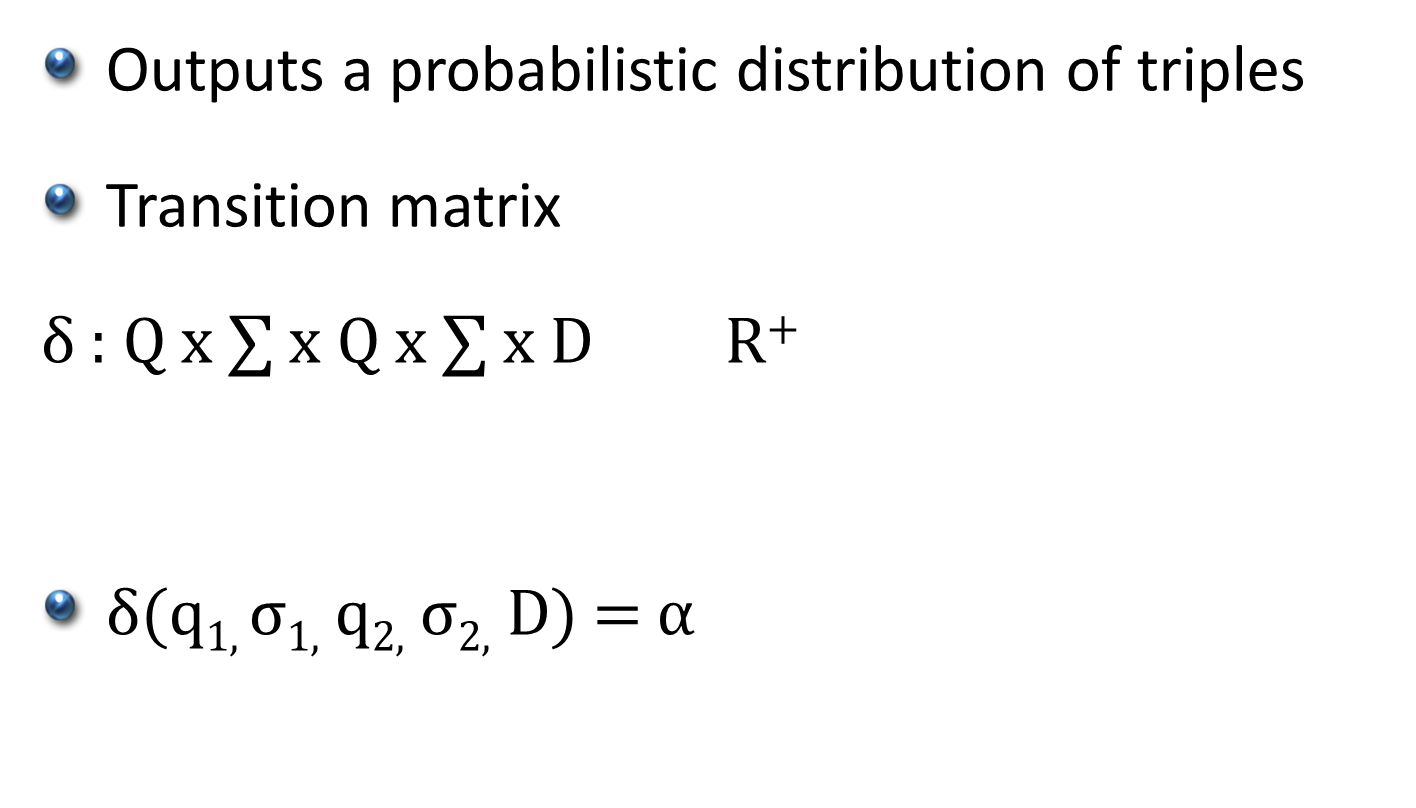 Outputs a probabilistic distribution of triples
Transition matrix
δ : Q x ∑ x Q x ∑ x D R⁺
δ(q₁, σ₁, q₂, σ₂, D) = α